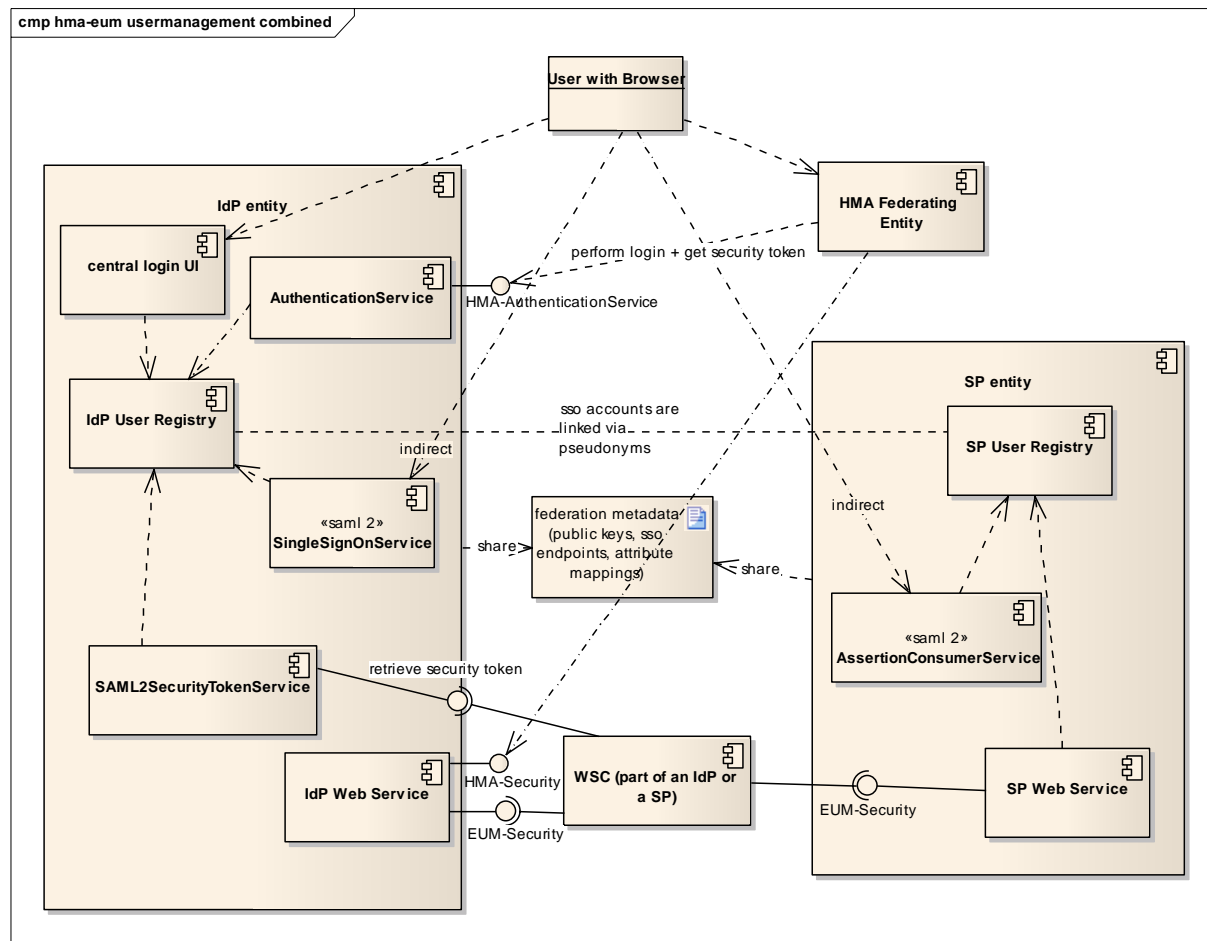 cmp hma-eum usermanagement combined
User with Browser
HMA Federating
Entity
IdP entity
central login UI
perform login + get security token
AuthenticationService
HMA-AuthenticationService
SP entity
IdP User Registry
sso accounts are
linked via
pseudonyms
SP User Registry
indirect
indirect
«saml 2»
SingleSignOnService
federation metadata
(public keys, sso
endpoints, attribute
mappings)
share
share
«saml 2»
AssertionConsumerService
retrieve security token
SAML2SecurityTokenService
IdP Web Service
HMA-Security
EUM-Security
WSC (part of an IdP or
a SP)
EUM-Security
SP Web Service